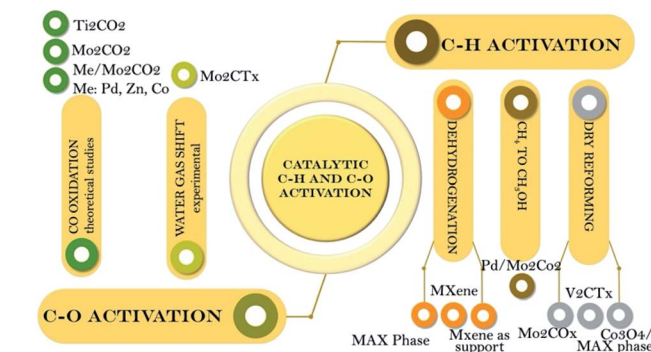 Ti2CO2
Mo2CO2
Me/Mo2CO2
Me: Pd, Zn, Co
Mo2CTx
CO OXIDATION
theoretical studies
WATER GAS SHIFT
experimental
C-O ACTIVATION
CATALYTIC
C-H AND C-O
ACTIVATION
C-H ACTIVATION
DEHYDROGENATION
CH4 TO CH3OH
DRY REFORMING
MAX Phase
MXene
Mxene as
support
Pd/Mo2Co2
Mo2COx
V2CTx
Co3O4/
MAX phase